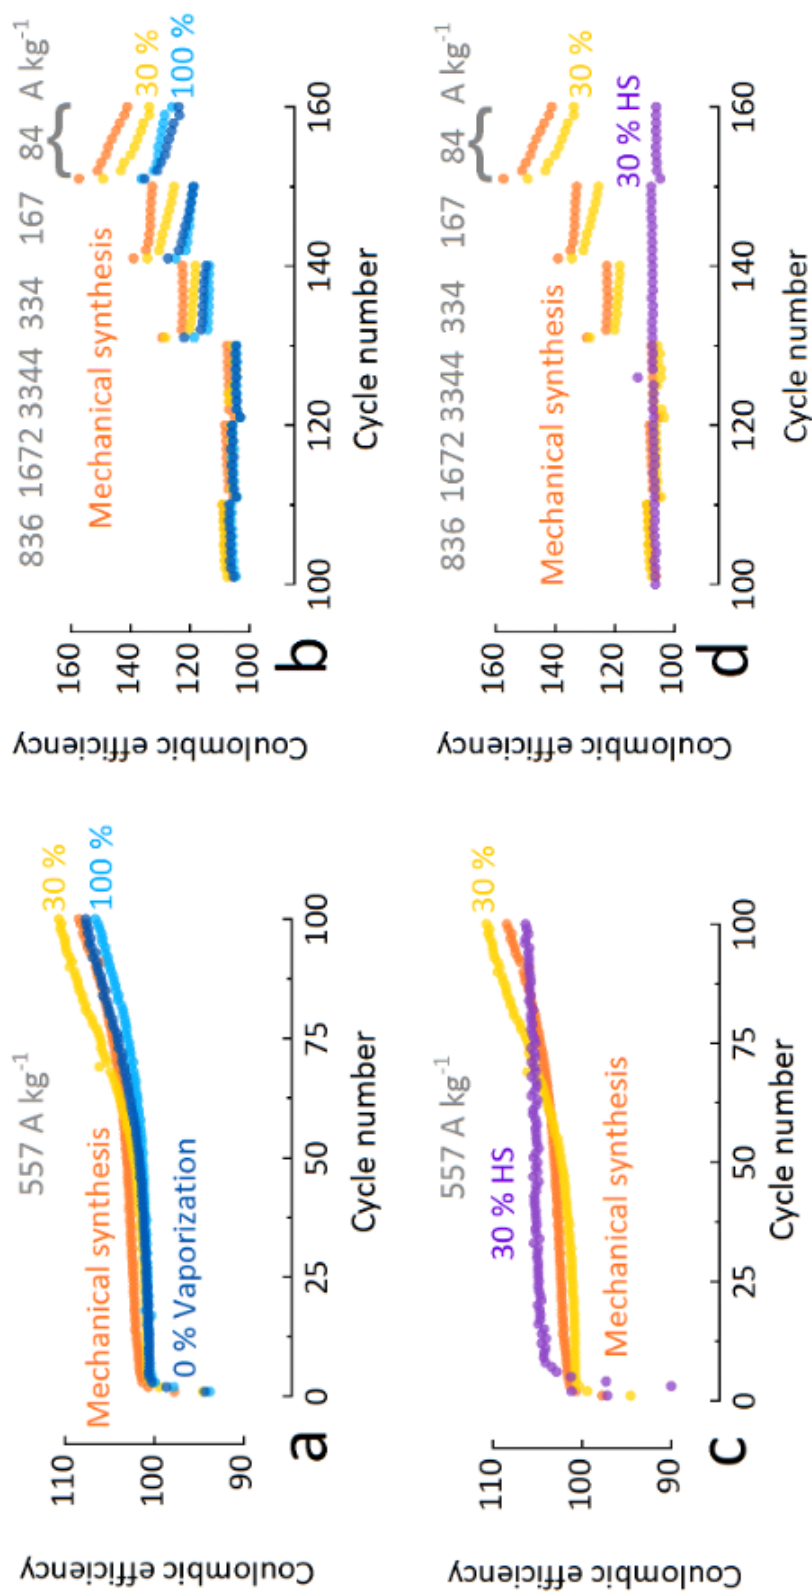 557 A kg⁻¹
30 %
100 %
Mechanical synthesis
0 % Vaporization
110
100
90
0
25
50
75
100
Coulombic efficiency
Cycle number
a
836 1672 3344 334 167 84 A kg⁻¹
{
Mechanical synthesis
30 %
100 %
160
140
120
100
100
120
140
160
Coulombic efficiency
Cycle number
b
557 A kg⁻¹
30 %
30 % HS
Mechanical synthesis
110
100
90
0
25
50
75
100
Coulombic efficiency
Cycle number
c
836 1672 3344 334 167 84 A kg⁻¹
{
Mechanical synthesis
30 %
30 % HS
160
140
120
100
100
120
140
160
Coulombic efficiency
Cycle number
d